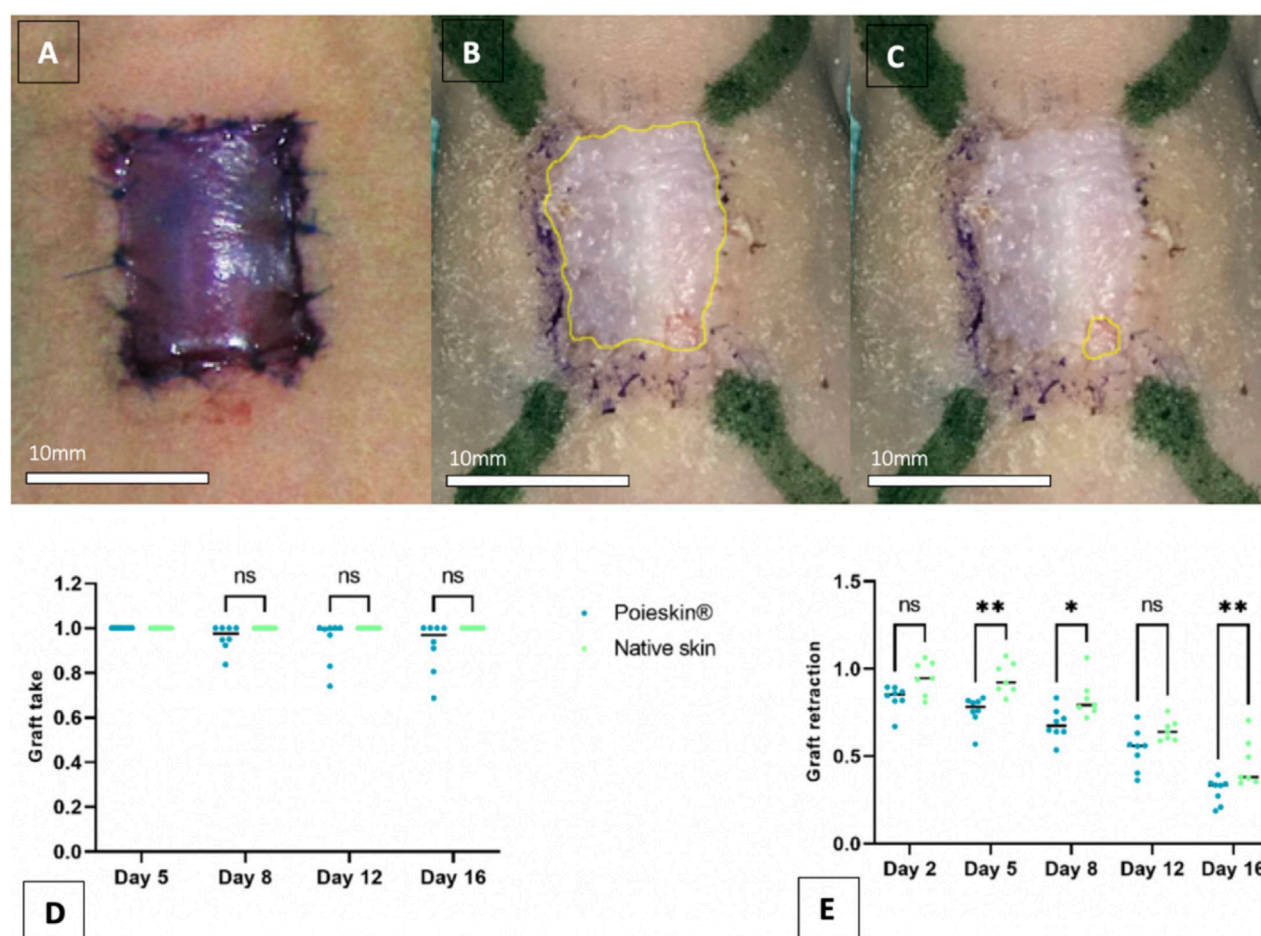 A
B
C
10mm
10mm
10mm
1.2
1.0
0.8
0.6
0.4
0.2
0.0
Graft take
ns
ns
ns
Day 5
Day 8
Day 12
Day 16
D
Poieskin®
Native skin
1.5
1.0
0.5
0.0
Graft retraction
ns
**
*
ns
**
Day 2
Day 5
Day 8
Day 12
Day 16
E